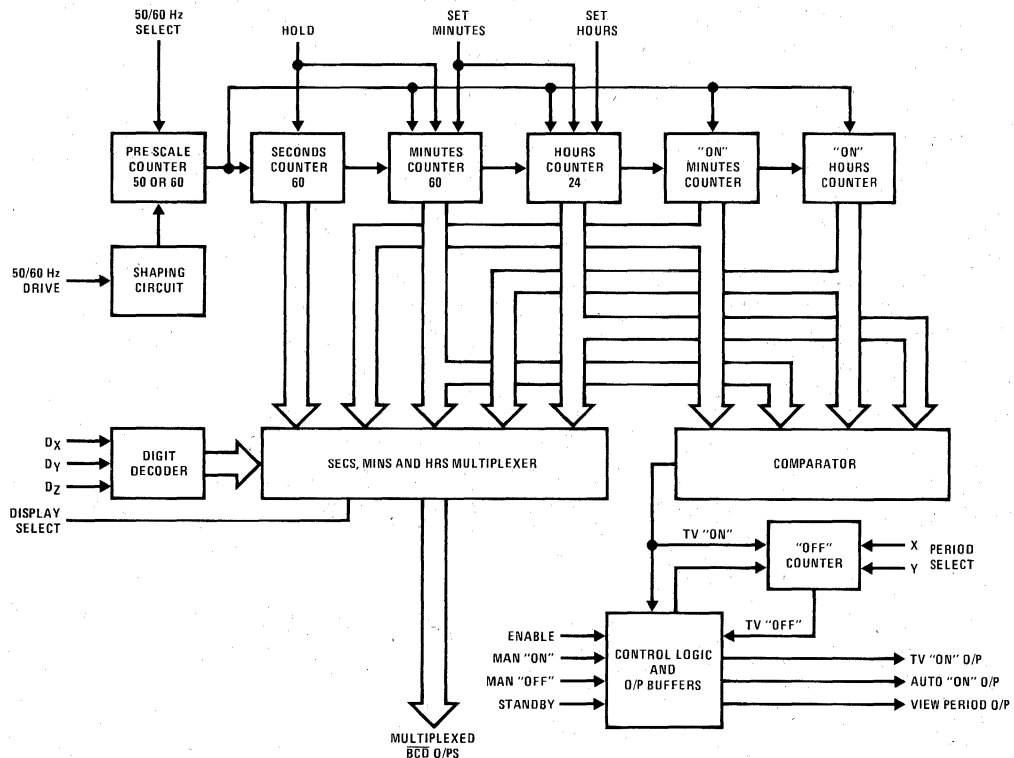 50/60 Hz
SELECT
HOLD
SET
MINUTES
SET
HOURS
PRE-SCALE
COUNTER
50 OR 60
SECONDS
COUNTER
60
MINUTES
COUNTER
60
HOURS
COUNTER
24
"ON"
MINUTES
COUNTER
"ON"
HOURS
COUNTER
50/60 Hz
DRIVE
SHAPING
CIRCUIT
DX
DY
DZ
DIGIT
DECODER
SECS, MINS AND HRS MULTIPLEXER
COMPARATOR
DISPLAY
SELECT
TV "ON"
"OFF"
COUNTER
X
Y
PERIOD
SELECT
TV "OFF"
ENABLE
MAN "ON"
MAN "OFF"
STANDBY
CONTROL LOGIC
AND
O/P BUFFERS
TV "ON" O/P
AUTO "ON" O/P
VIEW PERIOD O/P
MULTIPLEXED
BCD O/PS